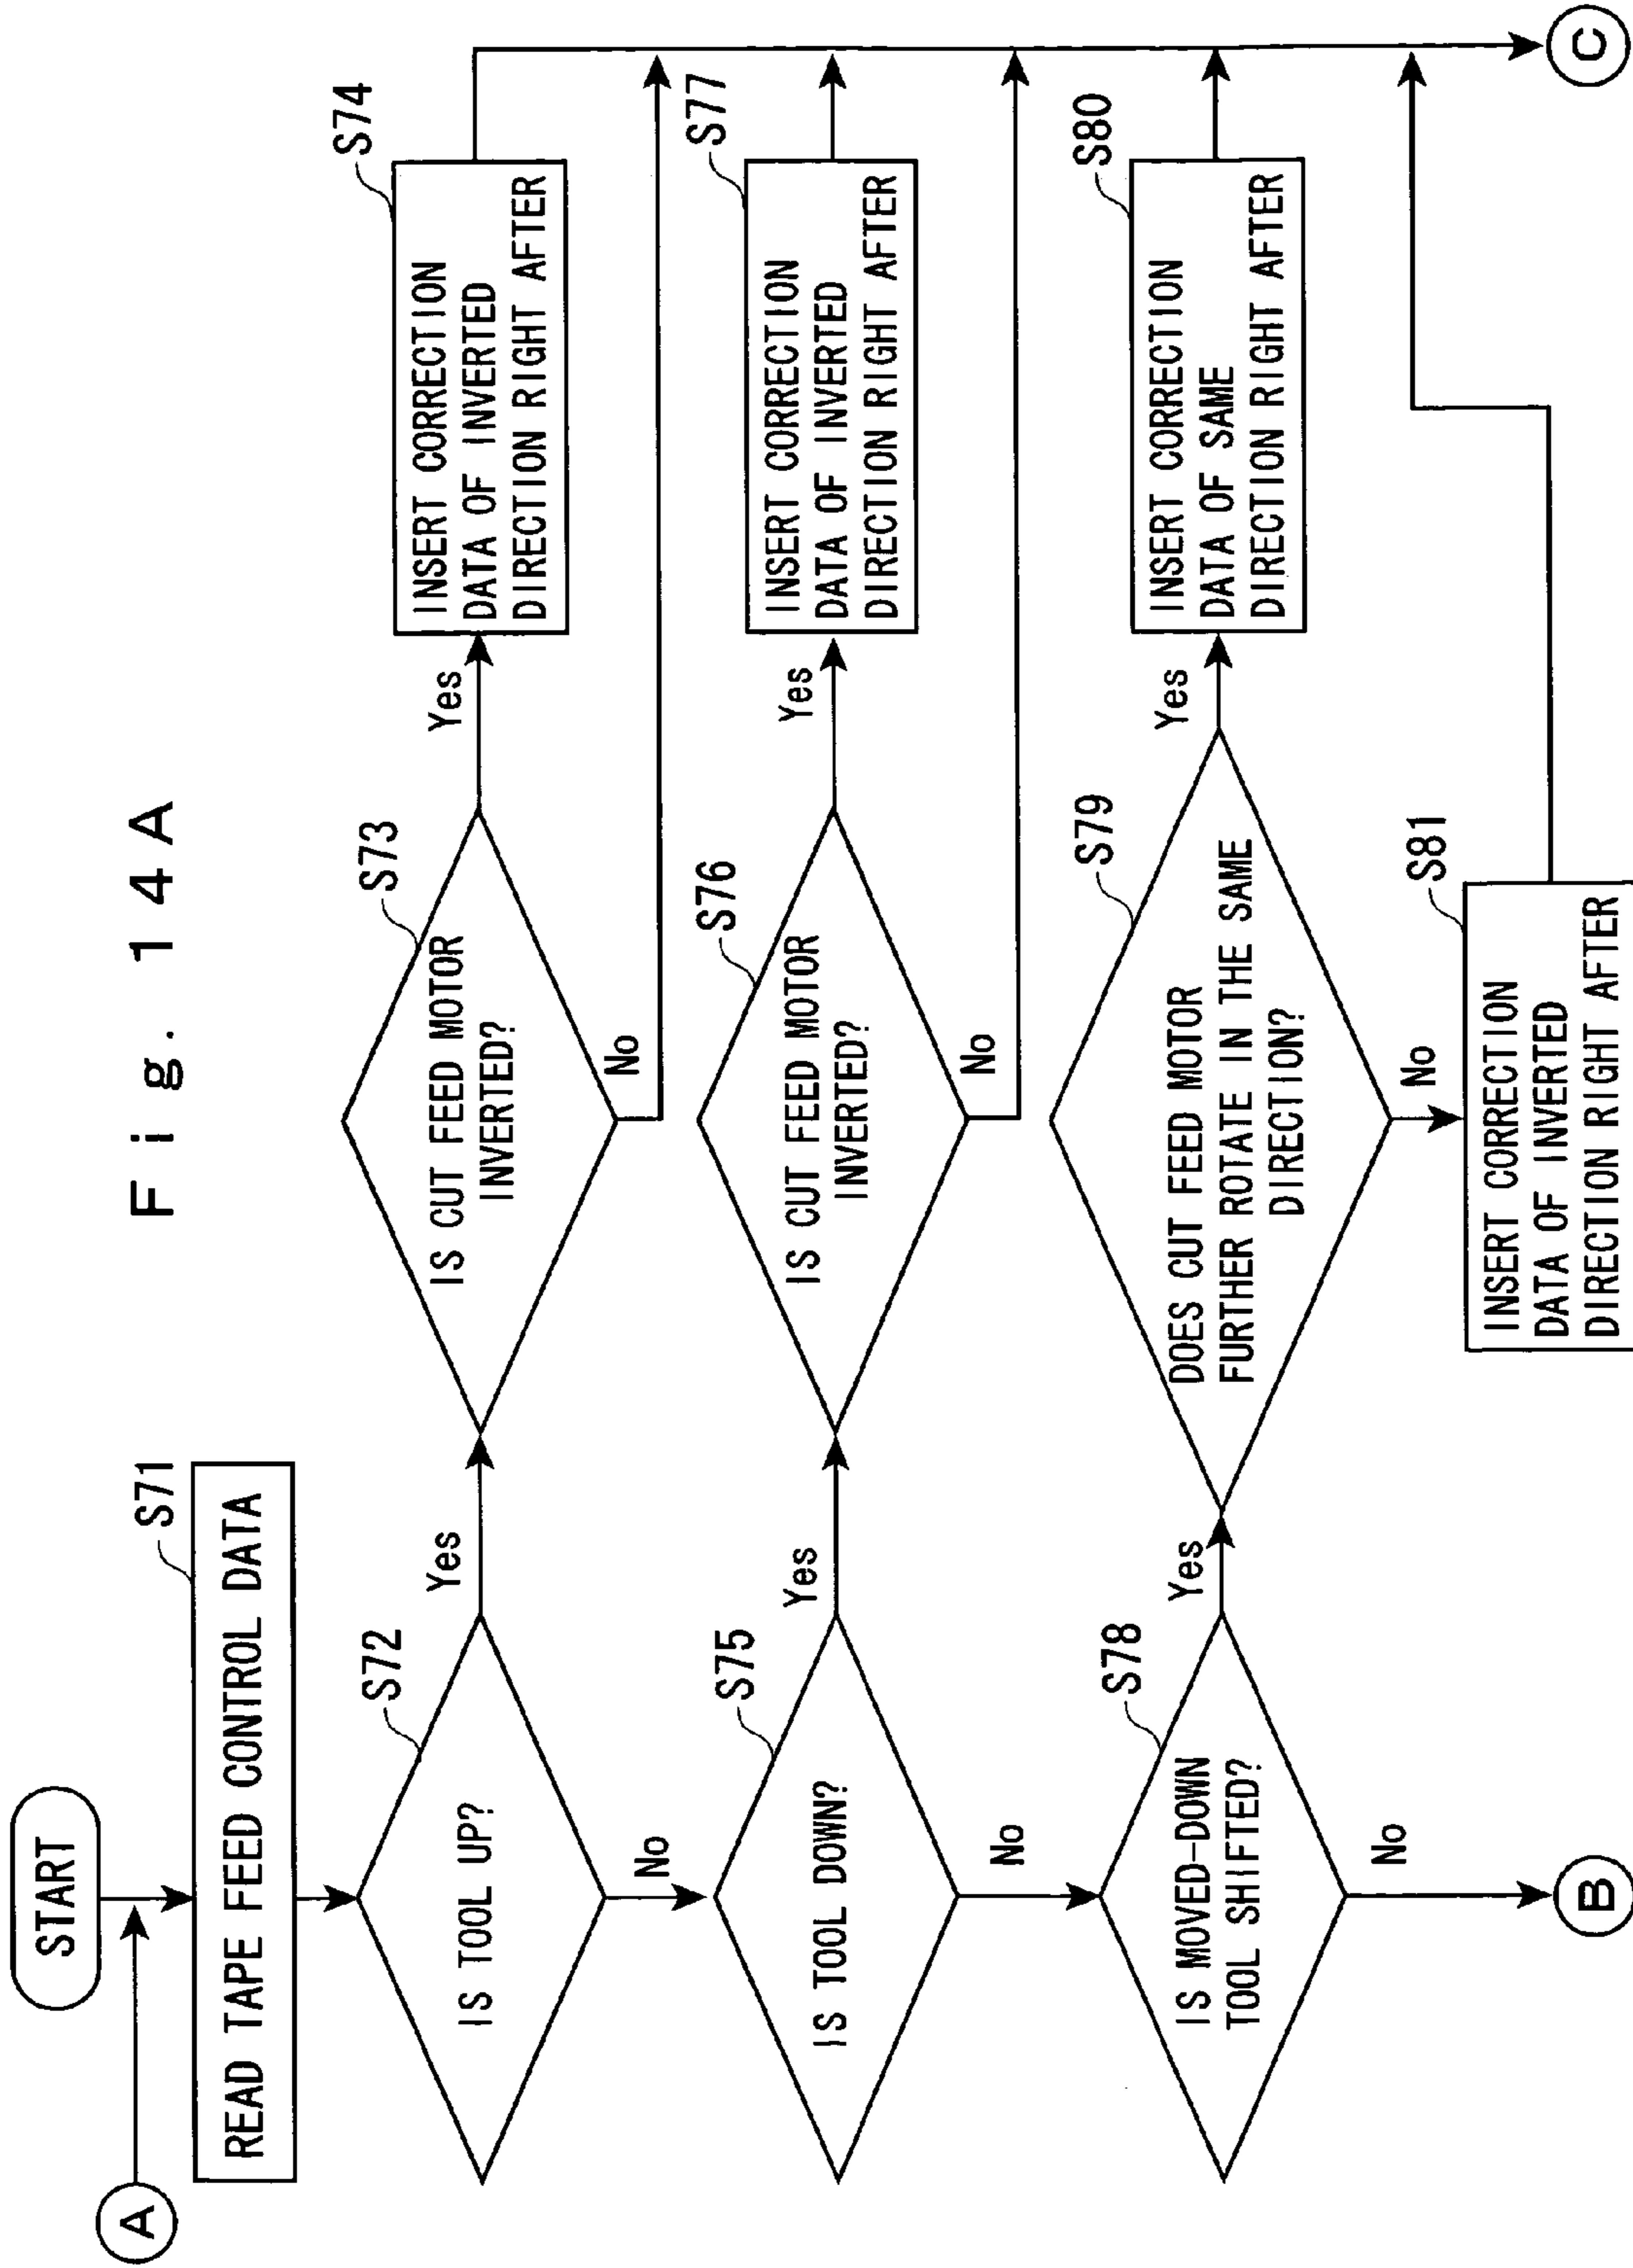 Fig. 14A
START
A
S71
READ TAPE FEED CONTROL DATA
S72
IS TOOL UP?
Yes
No
S73
IS CUT FEED MOTOR
INVERTED?
Yes
No
S74
INSERT CORRECTION
DATA OF INVERTED
DIRECTION RIGHT AFTER
S75
IS TOOL DOWN?
Yes
No
S76
IS CUT FEED MOTOR
INVERTED?
Yes
No
S77
INSERT CORRECTION
DATA OF INVERTED
DIRECTION RIGHT AFTER
S78
IS MOVED-DOWN
TOOL SHIFTED?
Yes
No
S79
DOES CUT FEED MOTOR
FURTHER ROTATE IN THE SAME
DIRECTION?
Yes
No
S80
INSERT CORRECTION
DATA OF SAME
DIRECTION RIGHT AFTER
S81
INSERT CORRECTION
DATA OF INVERTED
DIRECTION RIGHT AFTER
B
C